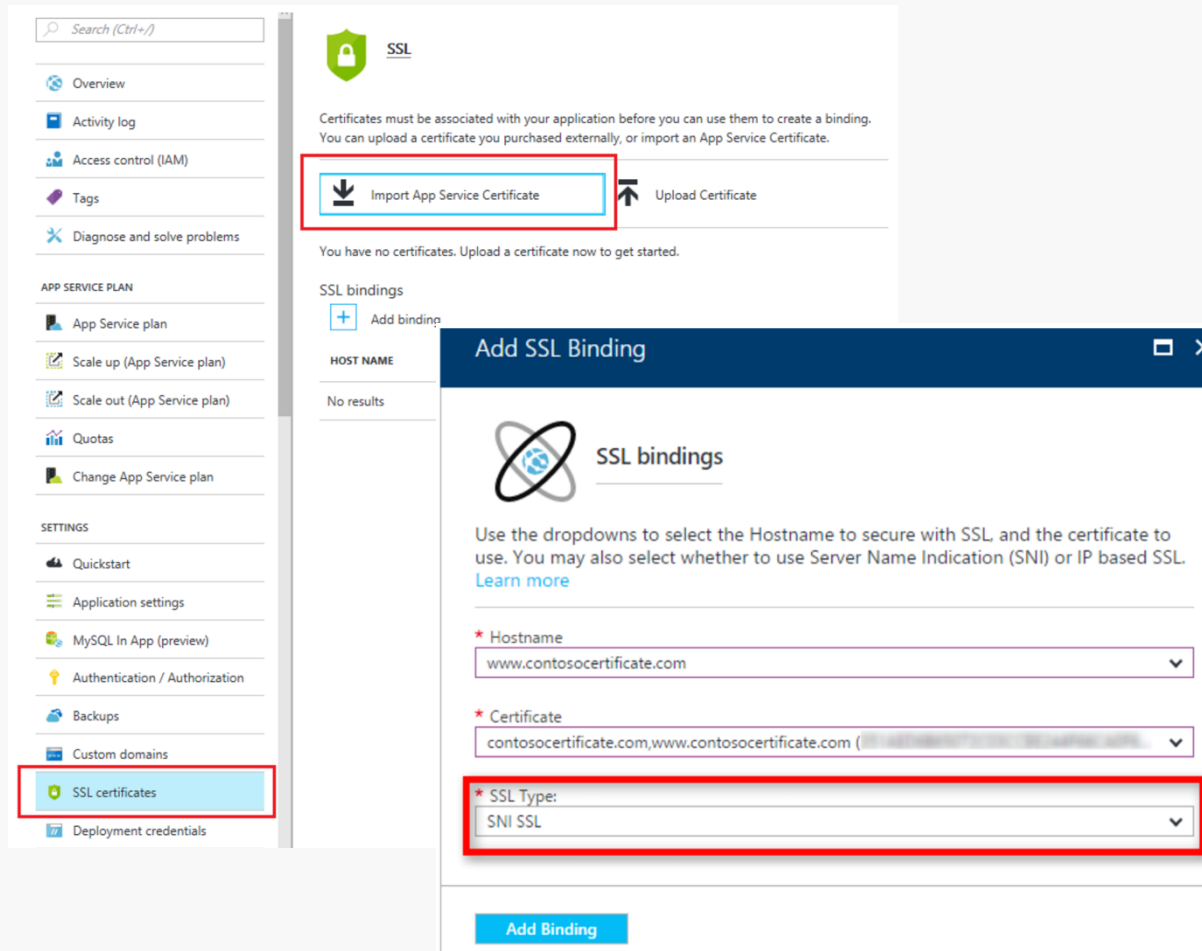 Search (Ctrl+/)
Overview
Activity log
Access control (IAM)
Tags
Diagnose and solve problems
APP SERVICE PLAN
App Service plan
Scale up (App Service plan)
Scale out (App Service plan)
Quotas
Change App Service plan
SETTINGS
Quickstart
Application settings
MySQL In App (preview)
Authentication / Authorization
Backups
Custom domains
SSL certificates
Deployment credentials
SSL
Certificates must be associated with your application before you can use them to create a binding.
You can upload a certificate you purchased externally, or import an App Service Certificate.
Import App Service Certificate
Upload Certificate
You have no certificates. Upload a certificate now to get started.
SSL bindings
Add binding
HOST NAME
No results
Add SSL Binding
SSL bindings
Use the dropdowns to select the Hostname to secure with SSL, and the certificate to
use. You may also select whether to use Server Name Indication (SNI) or IP based SSL.
Learn more
* Hostname
www.contosocertificate.com
* Certificate
contosocertificate.com,www.contosocertificate.com (
* SSL Type:
SNI SSL
Add Binding